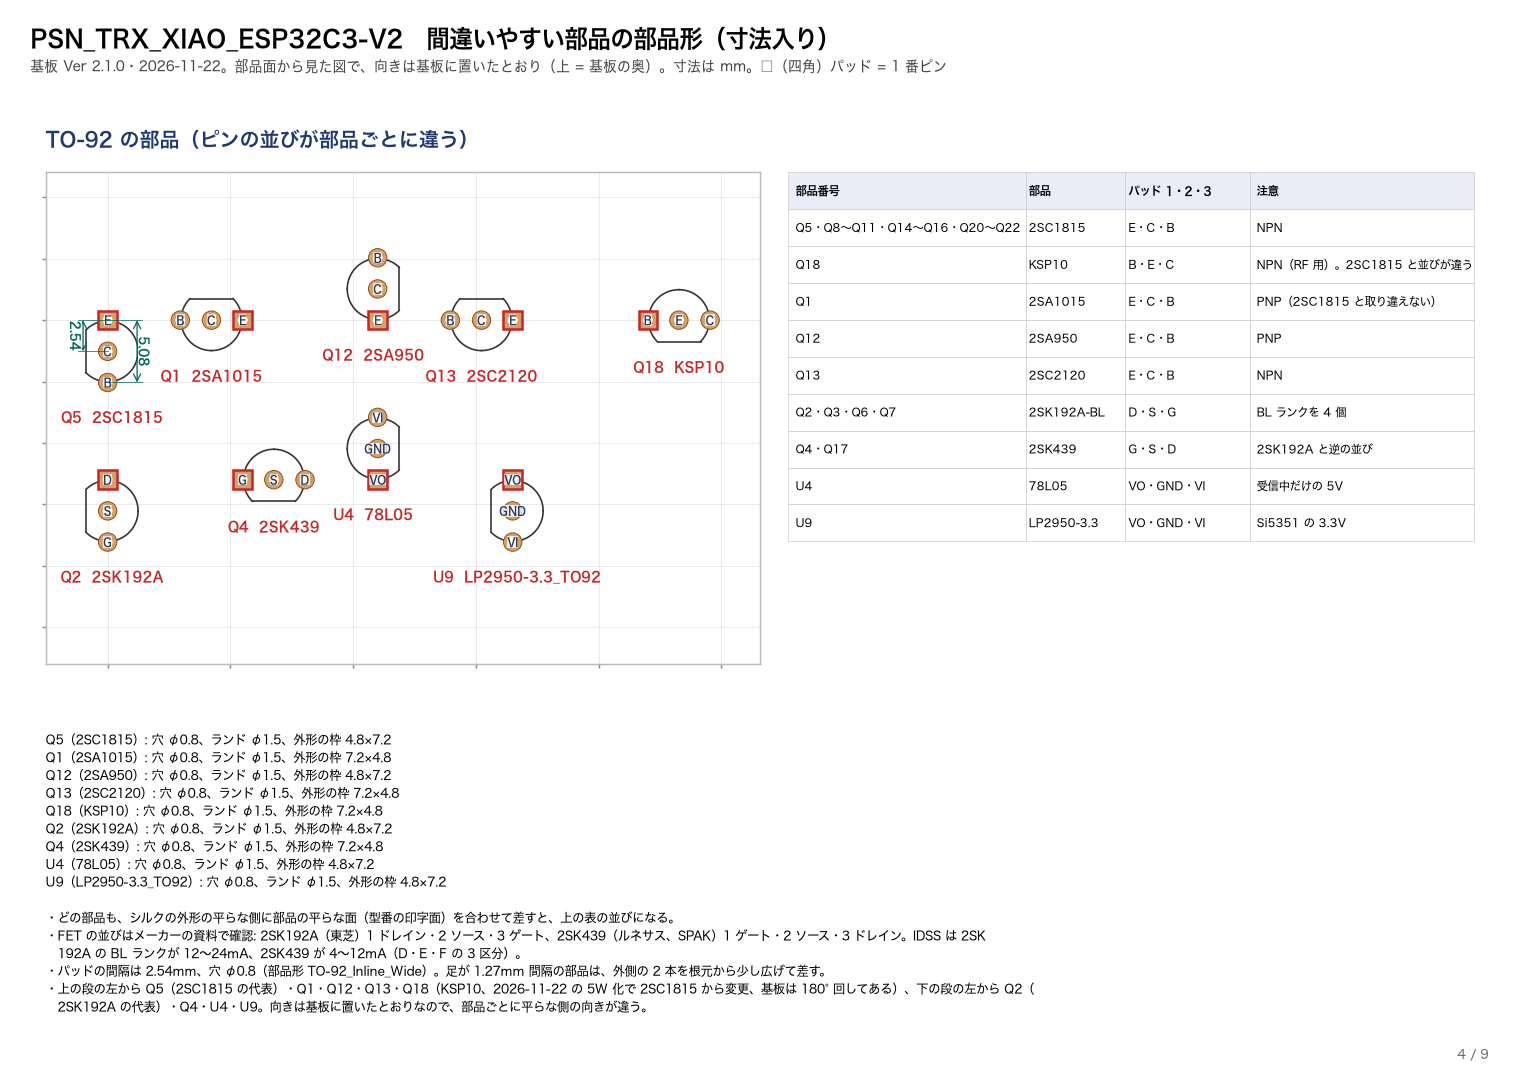 PSN_TRX_XIAO_ESP32C3-V2　間違いやすい部品の部品形（寸法入り）
基板 Ver 2.1.0・2026-11-22。部品面から見た図で、向きは基板に置いたとおり（上 = 基板の奥）。寸法は mm。□（四角）パッド = 1 番ピン
TO-92 の部品（ピンの並びが部品ごとに違う）
部品番号 部品 パッド 1・2・3 注意
Q5・Q8〜Q11・Q14〜Q16・Q20〜Q22 2SC1815 E・C・B NPN
Q18 KSP10 B・E・C NPN（RF 用）。2SC1815 と並びが違う
Q1 2SA1015 E・C・B PNP（2SC1815 と取り違えない）
Q12 2SA950 E・C・B PNP
Q13 2SC2120 E・C・B NPN
Q2・Q3・Q6・Q7 2SK192A-BL D・S・G BL ランクを 4 個
Q4・Q17 2SK439 G・S・D 2SK192A と逆の並び
U4 78L05 VO・GND・VI 受信中だけの 5V
U9 LP2950-3.3 VO・GND・VI Si5351 の 3.3V
E
C
B
2.54
5.08
Q5 2SC1815
B C E
Q1 2SA1015
B
C
E
Q12 2SA950
B C E
Q13 2SC2120
B E C
Q18 KSP10
D
S
G
Q2 2SK192A
G S D
Q4 2SK439
VI
GND
VO
U4 78L05
VO
GND
VI
U9 LP2950-3.3_TO92
Q5（2SC1815）: 穴 φ0.8、ランド φ1.5、外形の枠 4.8×7.2
Q1（2SA1015）: 穴 φ0.8、ランド φ1.5、外形の枠 7.2×4.8
Q12（2SA950）: 穴 φ0.8、ランド φ1.5、外形の枠 4.8×7.2
Q13（2SC2120）: 穴 φ0.8、ランド φ1.5、外形の枠 7.2×4.8
Q18（KSP10）: 穴 φ0.8、ランド φ1.5、外形の枠 7.2×4.8
Q2（2SK192A）: 穴 φ0.8、ランド φ1.5、外形の枠 4.8×7.2
Q4（2SK439）: 穴 φ0.8、ランド φ1.5、外形の枠 7.2×4.8
U4（78L05）: 穴 φ0.8、ランド φ1.5、外形の枠 4.8×7.2
U9（LP2950-3.3_TO92）: 穴 φ0.8、ランド φ1.5、外形の枠 4.8×7.2
・どの部品も、シルクの外形の平らな側に部品の平らな面（型番の印字面）を合わせて差すと、上の表の並びになる。
・FET の並びはメーカーの資料で確認: 2SK192A（東芝）1 ドレイン・2 ソース・3 ゲート、2SK439（ルネサス、SPAK）1 ゲート・2 ソース・3 ドレイン。IDSS は 2SK
192A の BL ランクが 12〜24mA、2SK439 が 4〜12mA（D・E・F の 3 区分）。
・パッドの間隔は 2.54mm、穴 φ0.8（部品形 TO-92_Inline_Wide）。足が 1.27mm 間隔の部品は、外側の 2 本を根元から少し広げて差す。
・上の段の左から Q5（2SC1815 の代表）・Q1・Q12・Q13・Q18（KSP10、2026-11-22 の 5W 化で 2SC1815 から変更、基板は 180° 回してある）、下の段の左から Q2（
2SK192A の代表）・Q4・U4・U9。向きは基板に置いたとおりなので、部品ごとに平らな側の向きが違う。
4 / 9